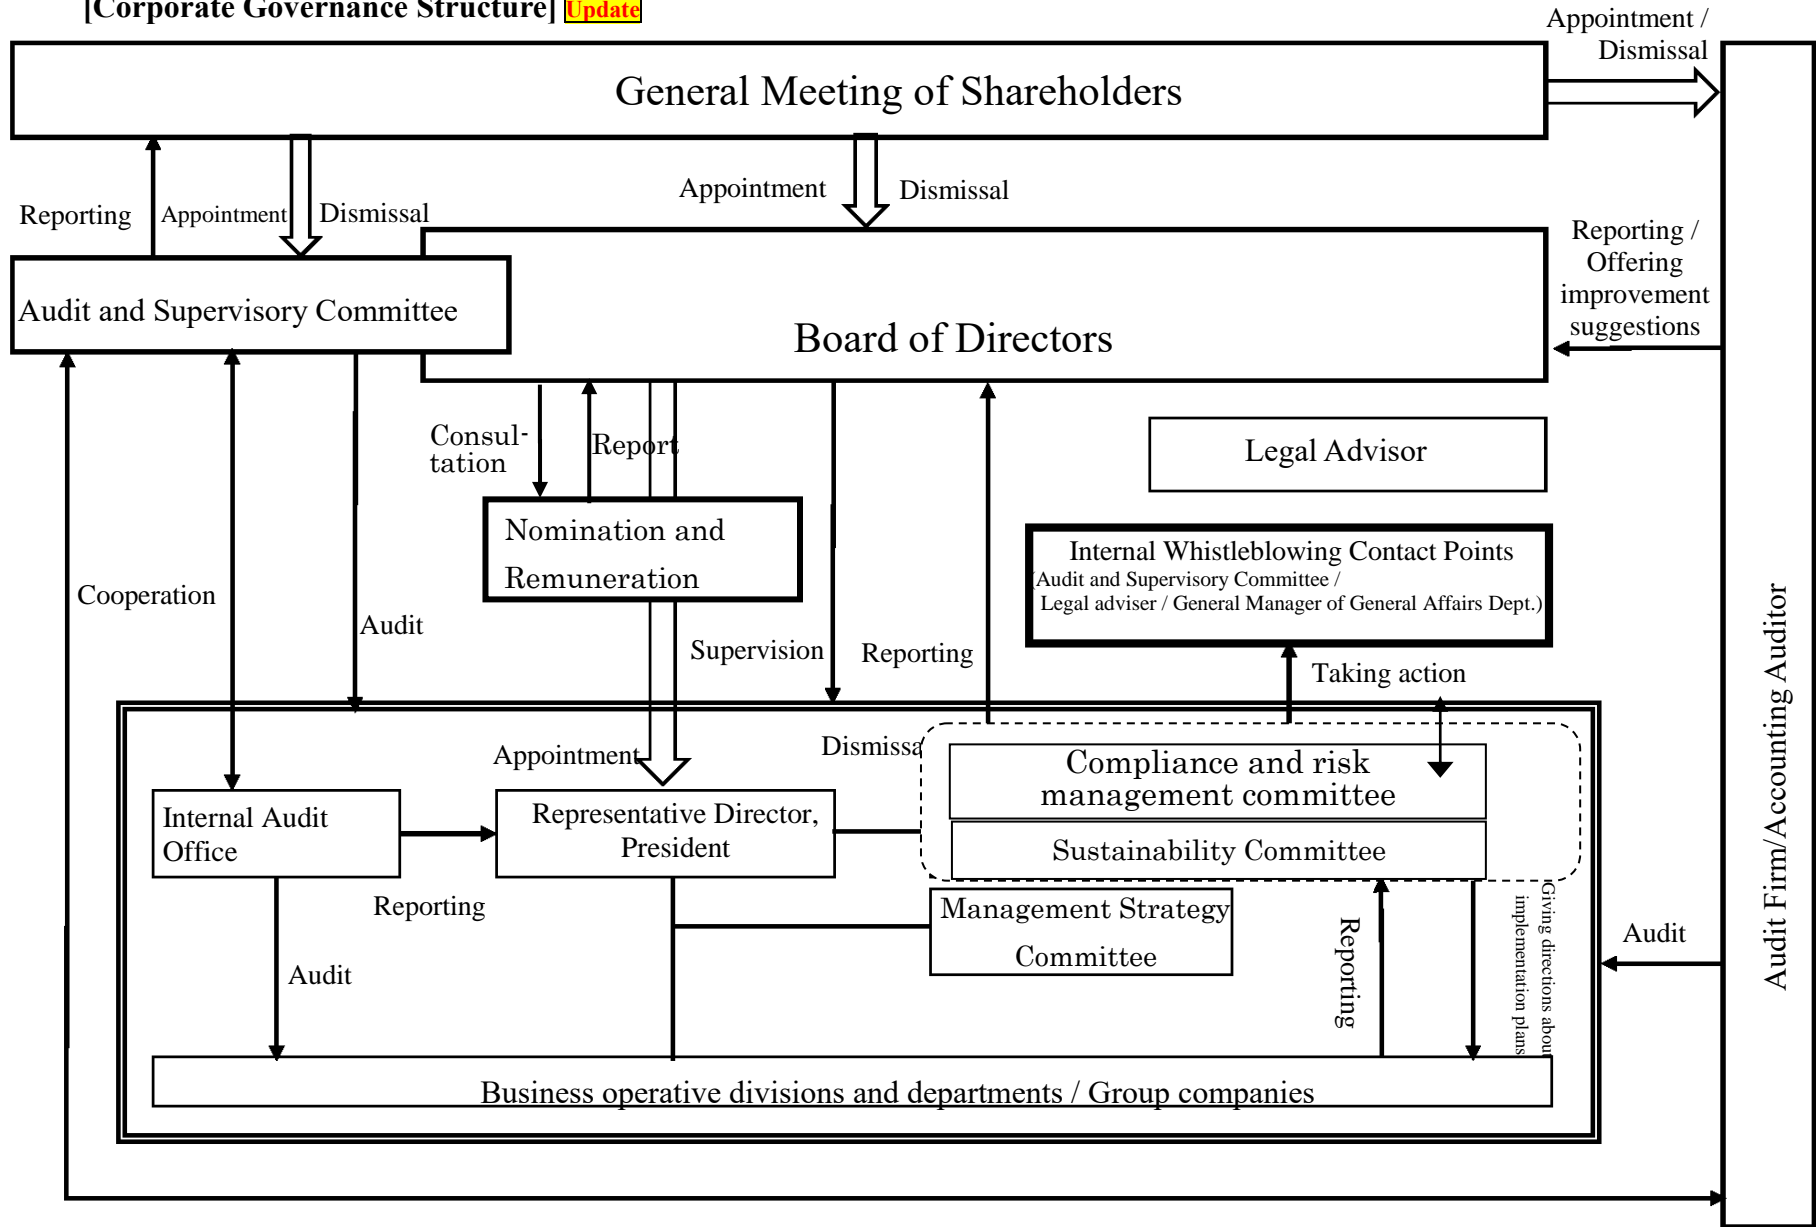 [Corporate Governance Structure] Update
Appointment /
Dismissal
General Meeting of Shareholders
Appointment
Dismissal
Reporting
Appointment
Dismissal
Reporting /
Offering
improvement
suggestions
Audit and Supervisory Committee
Board of Directors
Consul-
tation
Report
Legal Advisor
Nomination and
Remuneration
Internal Whistleblowing Contact Points
(Audit and Supervisory Committee /
Legal adviser / General Manager of General Affairs Dept.)
Cooperation
Audit
Supervision
Reporting
Taking action
Audit Firm/Accounting Auditor
Appointment
Dismissa
Compliance and risk
management committee
Internal Audit
Office
Representative Director,
President
Sustainability Committee
Reporting
Management Strategy
Committee
Reporting
Giving directions about
implementation plans
Audit
Audit
Business operative divisions and departments / Group companies